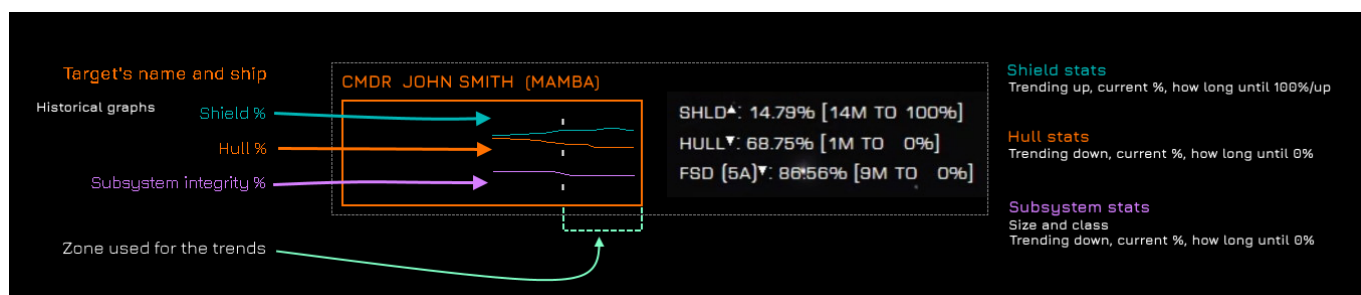 Target's name and ship
Historical graphs
Shield %
Hull %
Subsystem integrity %
Zone used for the trends
CMDR JOHN SMITH (MAMBA)
SHLD▲: 14.79% [14M TO 100%]
HULL▼: 68.75% [1M TO 0%]
FSD (5A)▼: 86.56% [9M TO 0%]
Shield stats
Trending up, current %, how long until 100%/up
Hull stats
Trending down, current %, how long until 0%
Subsystem stats
Size and class
Trending down, current %, how long until 0%